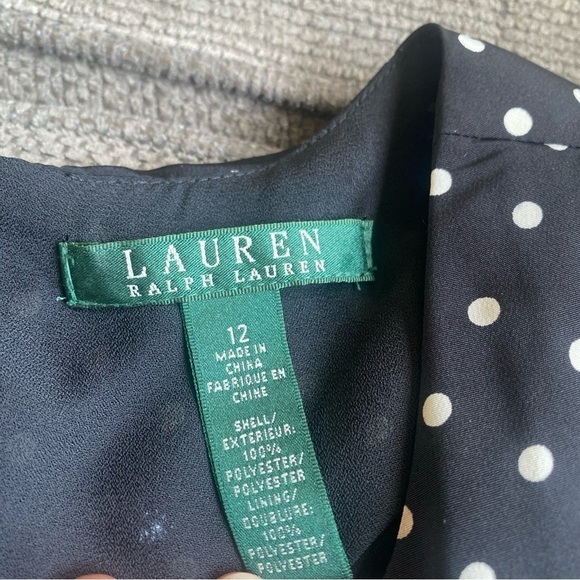 LAUREN
RALPH LAUREN
12
MADE IN
CHINA
FABRIQUE EN
CHINE
SHELL/
EXTERIEUR:
100%
POLYESTER/
POLYESTER
LINING/
DOUBLURE:
100%
POLYESTER/
POLYESTER